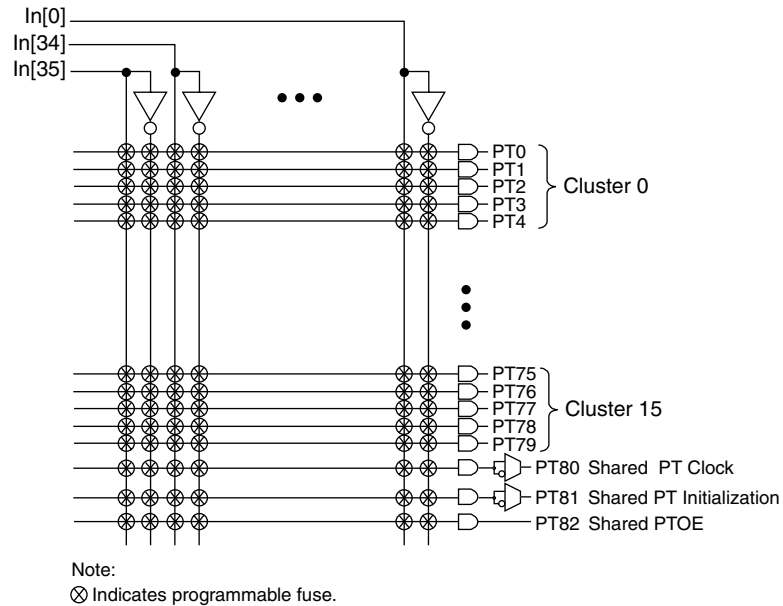 In[0]
In[34]
In[35]
PT0
PT1
PT2
PT3
PT4
Cluster 0
PT75
PT76
PT77
PT78
PT79
Cluster 15
PT80 Shared PT Clock
PT81 Shared PT Initialization
PT82 Shared PTOE
Note:
Indicates programmable fuse.